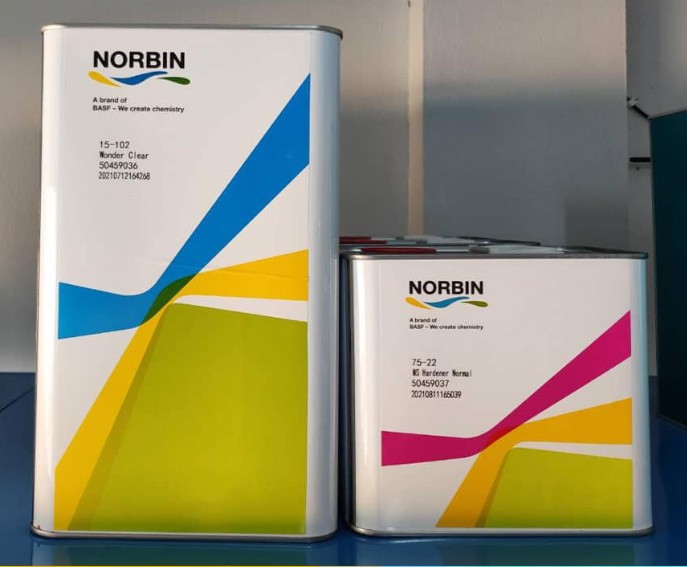 NORBIN
A brand of
BASF – We create chemistry
15-102
Wonder Clear
50459036
20210712164268
NORBIN
A brand of
BASF – We create chemistry
75-22
MS Hardener Normal
50459037
20210811165039